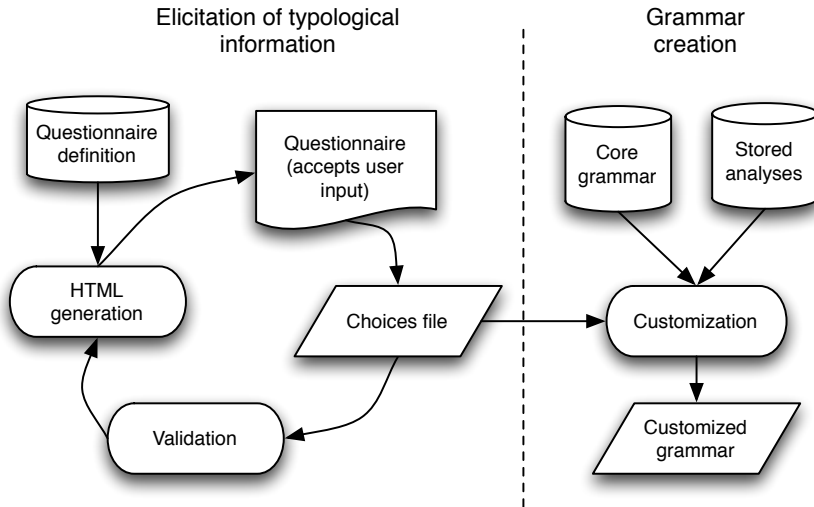 Elicitation of typological
information
Grammar
creation
Questionnaire
definition
Questionnaire
(accepts user
input)
Core
grammar
Stored
analyses
HTML
generation
Choices file
Customization
Validation
Customized
grammar